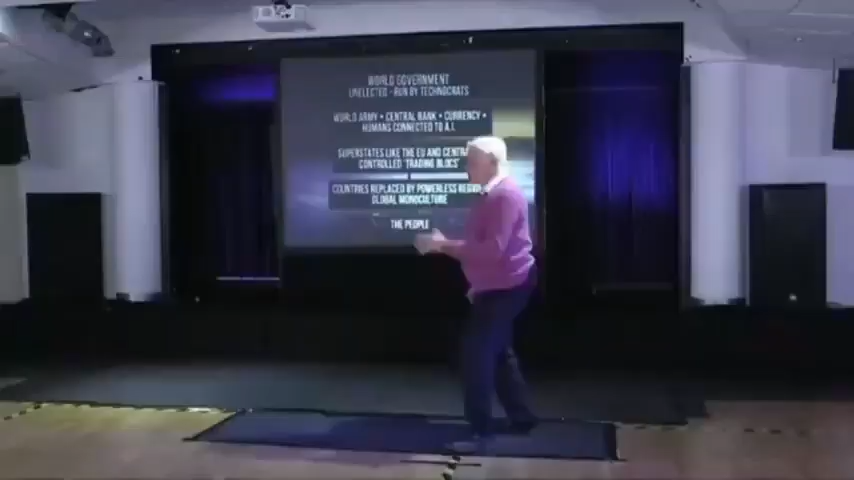 WORLD GOVERNMENT
UNELECTED - RUN BY TECHNOCRATS
WORLD ARMY • CENTRAL BANK • CURRENCY •
HUMANS CONNECTED TO A.I.
SUPERSTATES LIKE THE EU AND
CONTROLLED 'TRADING BLOCS'
COUNTRIES REPLACED BY POWERLESS
GLOBAL MONOCULTURE
THE PEOPLE